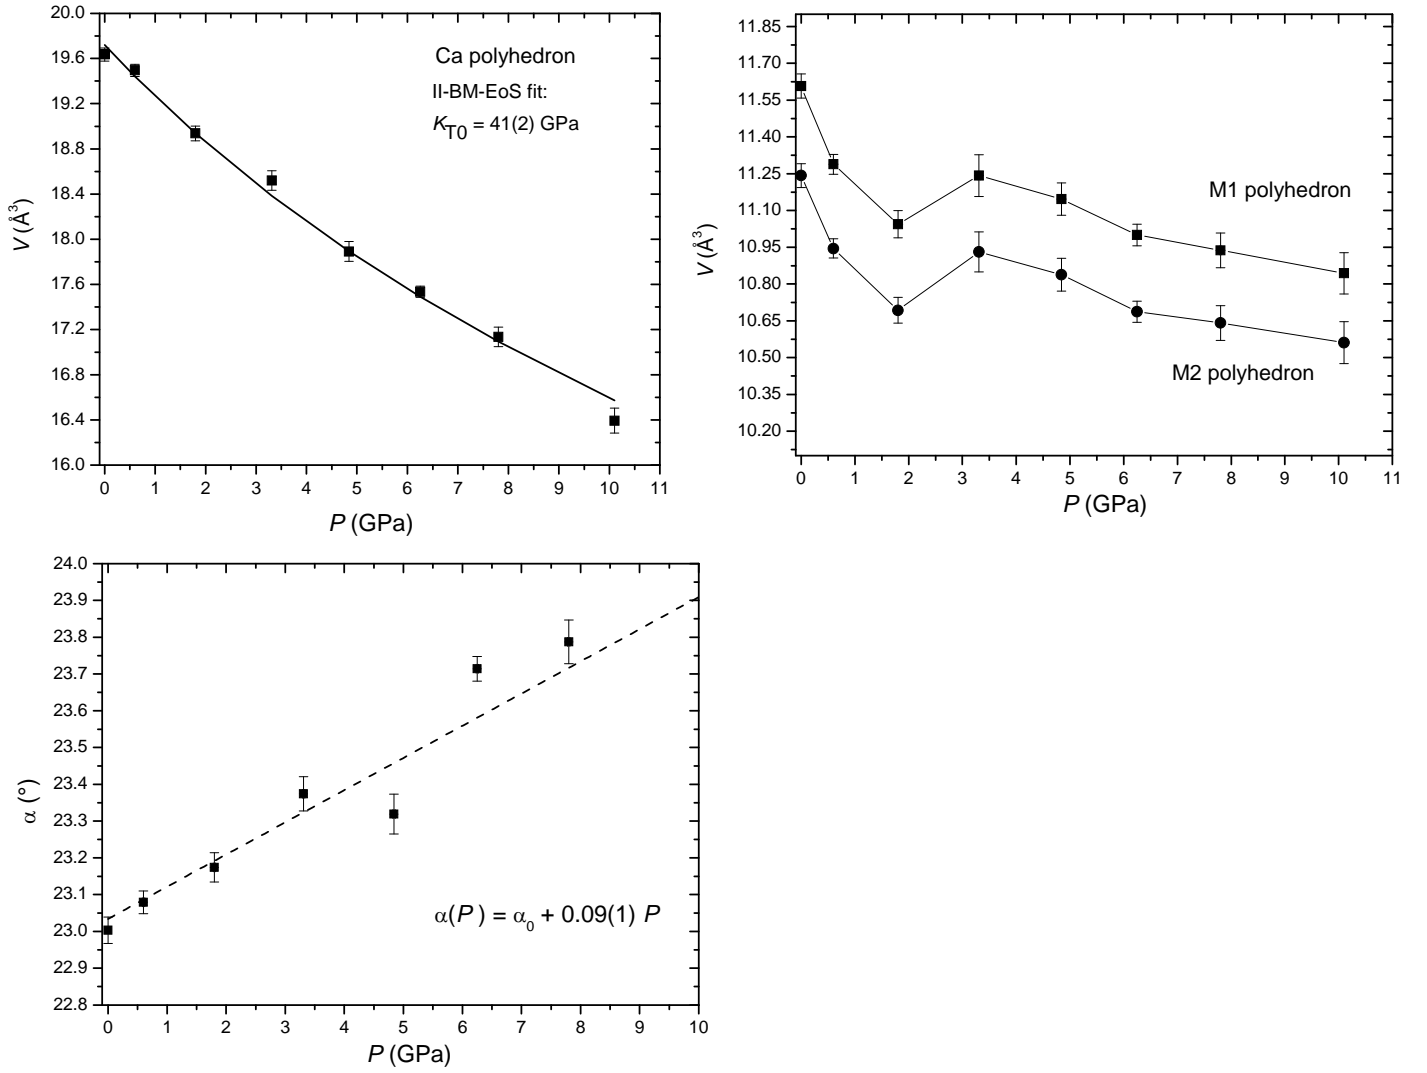 20.0
19.6
19.2
18.8
18.4
18.0
17.6
17.2
16.8
16.4
16.0
V (Å³)
Ca polyhedron
II-BM-EoS fit:
K_T0 = 41(2) GPa
0 1 2 3 4 5 6 7 8 9 10 11
P (GPa)
11.85
11.70
11.55
11.40
11.25
11.10
10.95
10.80
10.65
10.50
10.35
10.20
V (Å³)
M1 polyhedron
M2 polyhedron
0 1 2 3 4 5 6 7 8 9 10 11
P (GPa)
24.0
23.9
23.8
23.7
23.6
23.5
23.4
23.3
23.2
23.1
23.0
22.9
22.8
α (°)
α(P) = α₀ + 0.09(1) P
0 1 2 3 4 5 6 7 8 9 10
P (GPa)